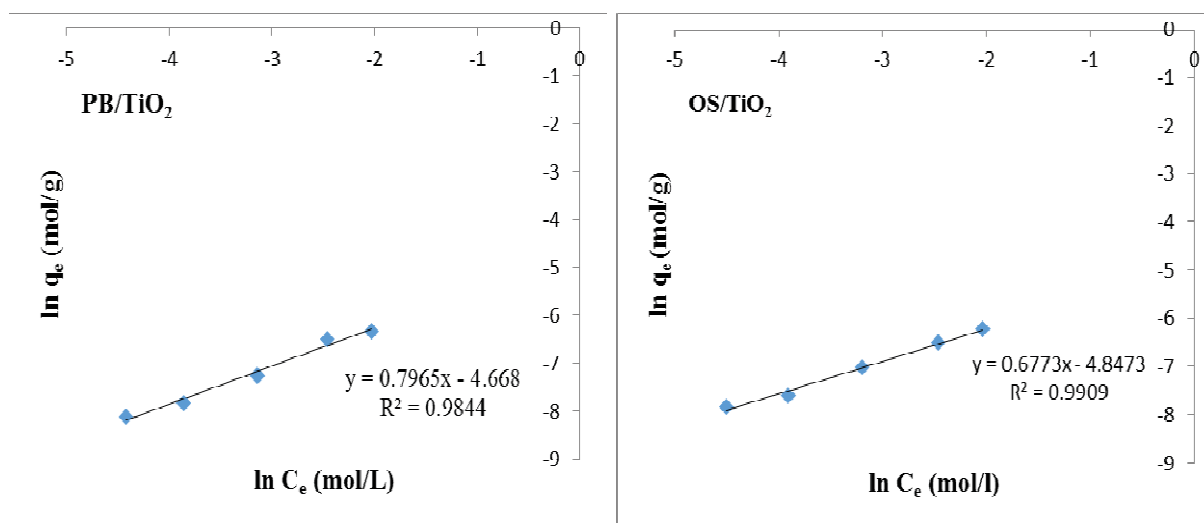 0
-5 -4 -3 -2 -1 0
-1
PB/TiO₂
-2
-3
-4
-5
-6
-7
-8
-9
ln qₑ (mol/g)
y = 0.7965x - 4.668
R² = 0.9844
ln Cₑ (mol/L)
0
-5 -4 -3 -2 -1 0
-1
OS/TiO₂
-2
-3
-4
-5
-6
-7
-8
-9
ln qₑ (mol/g)
y = 0.6773x - 4.8473
R² = 0.9909
ln Cₑ (mol/l)